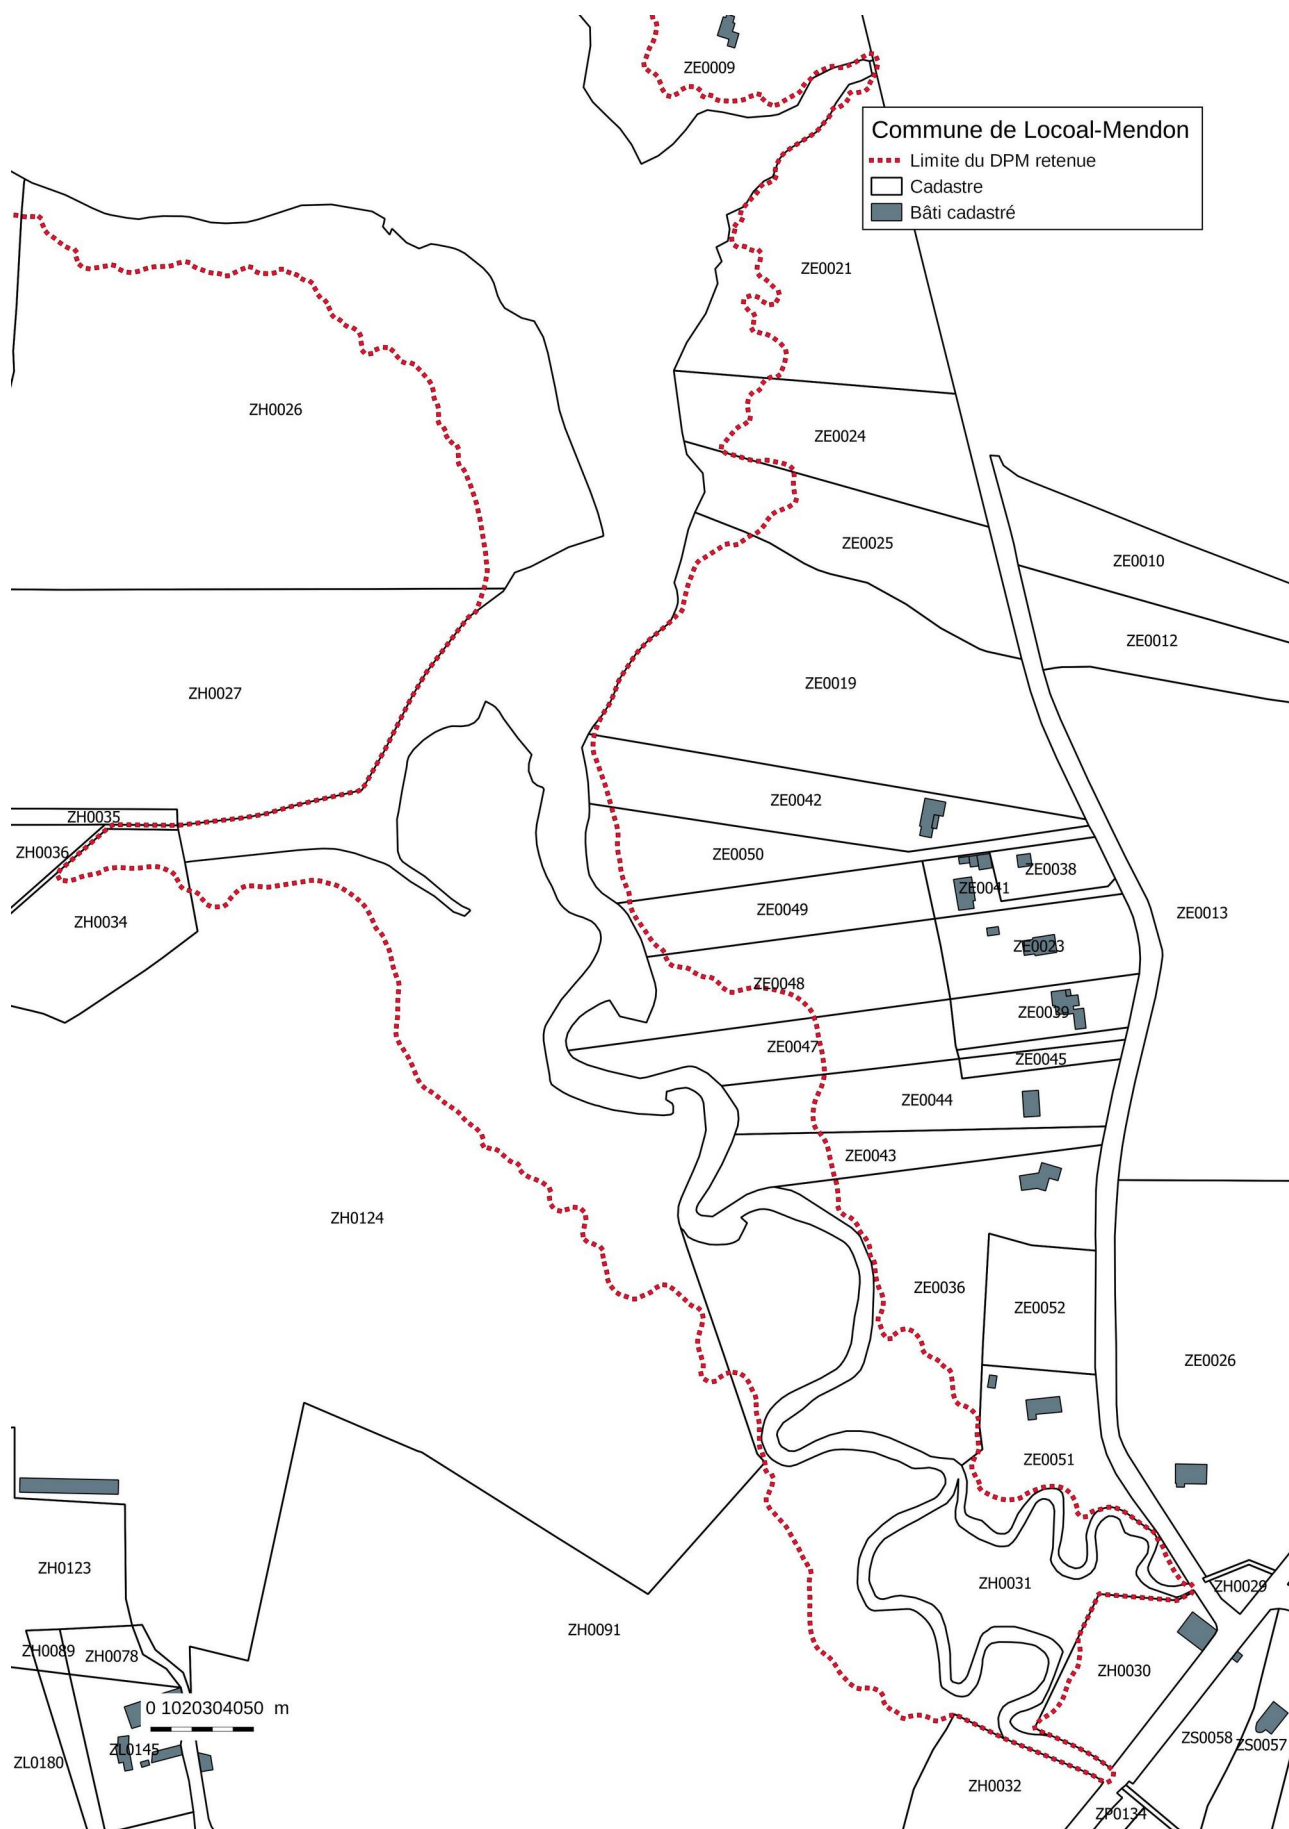 ZE0009
Commune de Locoal-Mendon
Limite du DPM retenue
Cadastre
Bâti cadastré
ZE0021
ZH0026
ZE0024
ZE0025
ZE0010
ZE0012
ZE0019
ZH0027
ZE0042
ZH0035
ZH0036
ZE0050
ZE0038
ZE0041
ZE0049
ZE0013
ZH0034
ZE0023
ZE0048
ZE0039
ZE0047
ZE0045
ZE0044
ZE0043
ZH0124
ZE0036
ZE0052
ZE0026
ZE0051
ZH0123
ZH0031
ZH0029
ZH0091
ZH0089
ZH0078
ZH0030
0 1020304050 m
ZS0058
ZS0057
ZL0145
ZL0180
ZH0032
ZP0134